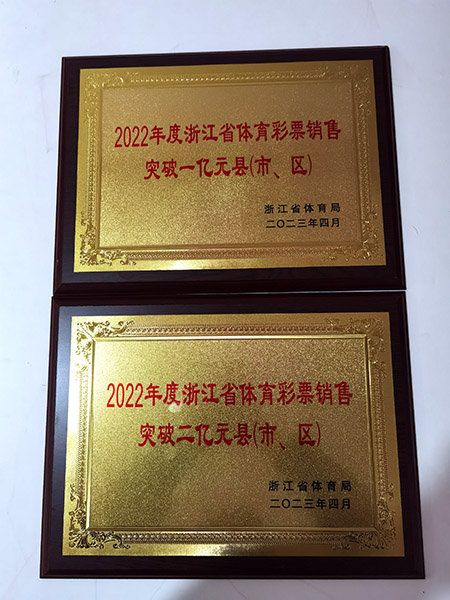 2022年度浙江省体育彩票销售
突破一亿元县(市、区)
浙江省体育局
二〇二三年四月
2022年度浙江省体育彩票销售
突破二亿元县(市、区)
浙江省体育局
二〇二三年四月